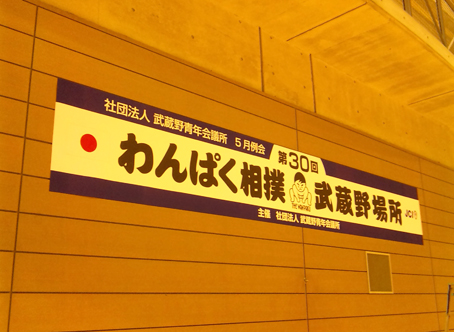 社団法人 武蔵野青年会議所 5月例会
第30回
わんぱく相撲 武蔵野場所
主催 社団法人 武蔵野青年会議所
JCI